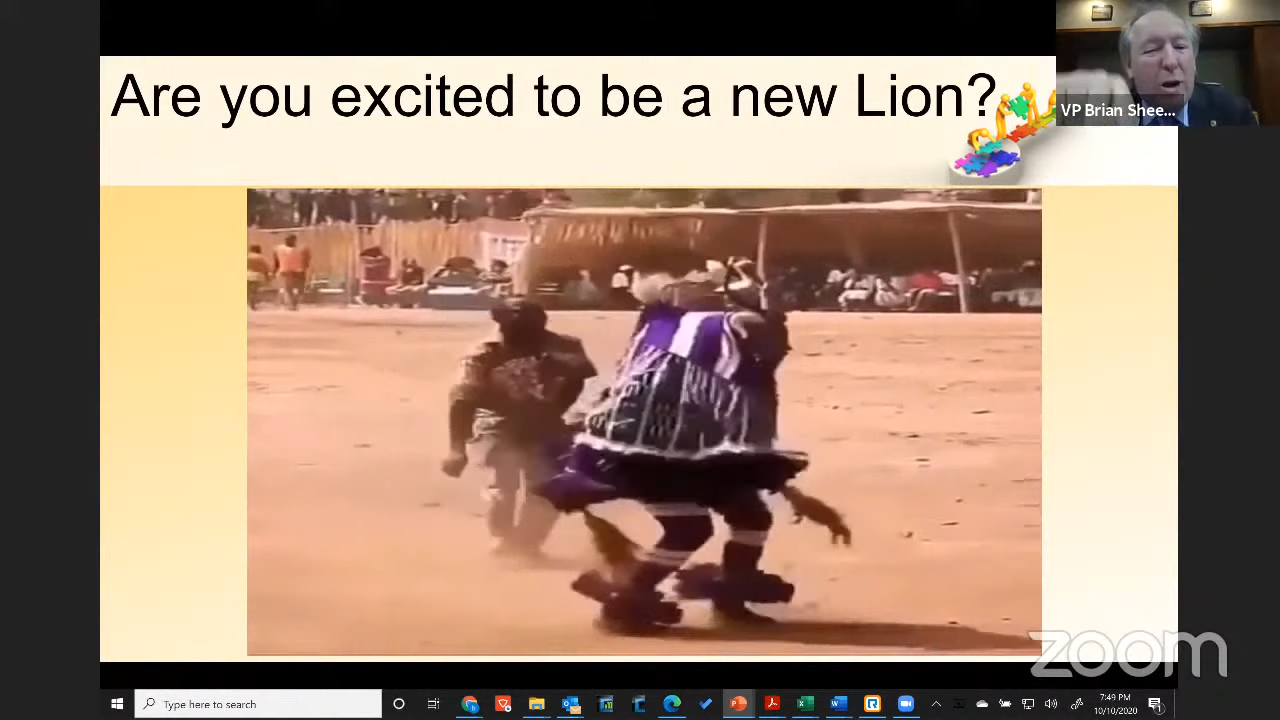 Are you excited to be a new Lion?
VP Brian Shee...
zoom
Type here to search
7:49 PM
10/10/2020